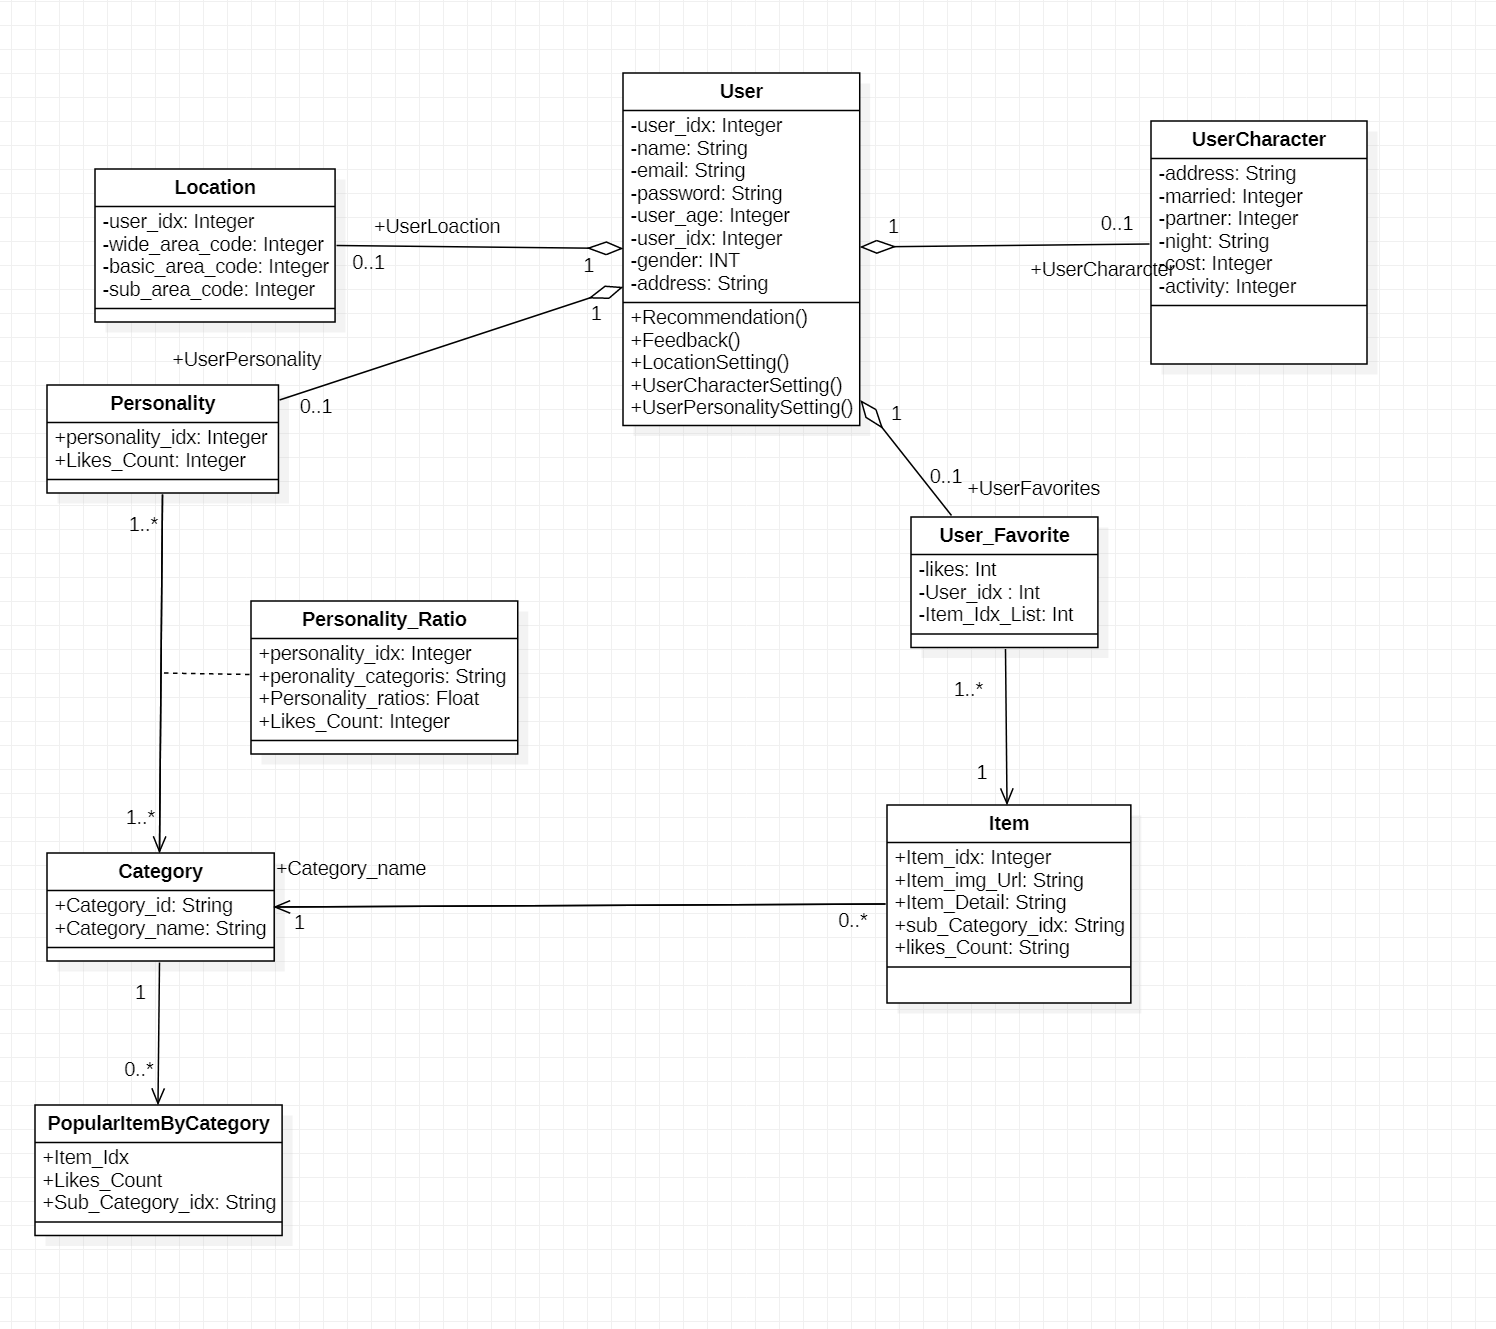 User
-user_idx: Integer
-name: String
-email: String
-password: String
-user_age: Integer
-user_idx: Integer
-gender: INT
-address: String
+Recommendation()
+Feedback()
+LocationSetting()
+UserCharacterSetting()
+UserPersonalitySetting()
UserCharacter
-address: String
-married: Integer
-partner: Integer
-night: String
-cost: Integer
-activity: Integer
1
0..1
+UserChararcter
Location
-user_idx: Integer
-wide_area_code: Integer
-basic_area_code: Integer
-sub_area_code: Integer
+UserLoaction
0..1
1
1
+UserPersonality
0..1
Personality
+personality_idx: Integer
+Likes_Count: Integer
1
0..1
+UserFavorites
User_Favorite
-likes: Int
-User_idx : Int
-Item_Idx_List: Int
1..*
Personality_Ratio
+personality_idx: Integer
+peronality_categoris: String
+Personality_ratios: Float
+Likes_Count: Integer
1..*
1..*
1
Item
+Item_idx: Integer
+Item_img_Url: String
+Item_Detail: String
+sub_Category_idx: String
+likes_Count: String
Category
+Category_id: String
+Category_name: String
+Category_name
1
0..*
1
0..*
PopularItemByCategory
+Item_Idx
+Likes_Count
+Sub_Category_idx: String